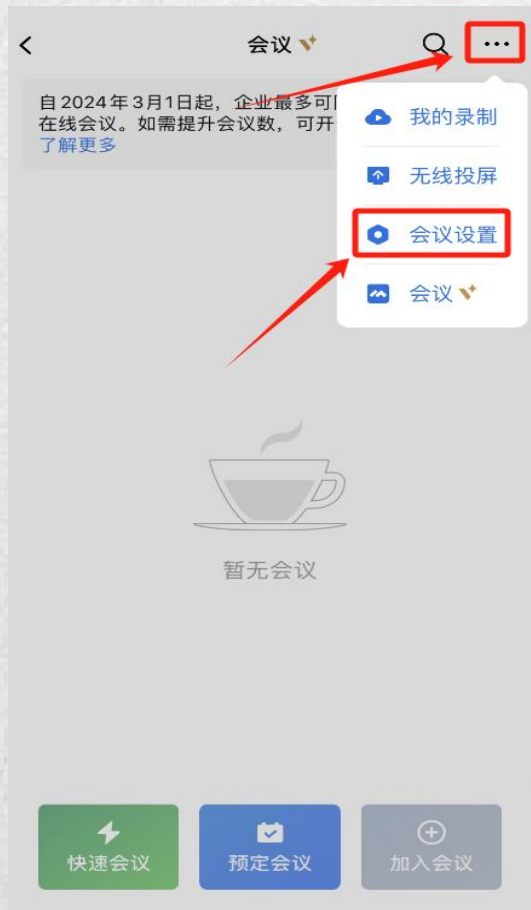 会议
自2024年3月1日起，企业最多可
在线会议。如需提升会议数，可开
了解更多
我的录制
无线投屏
会议设置
会议
暂无会议
快速会议
预定会议
加入会议